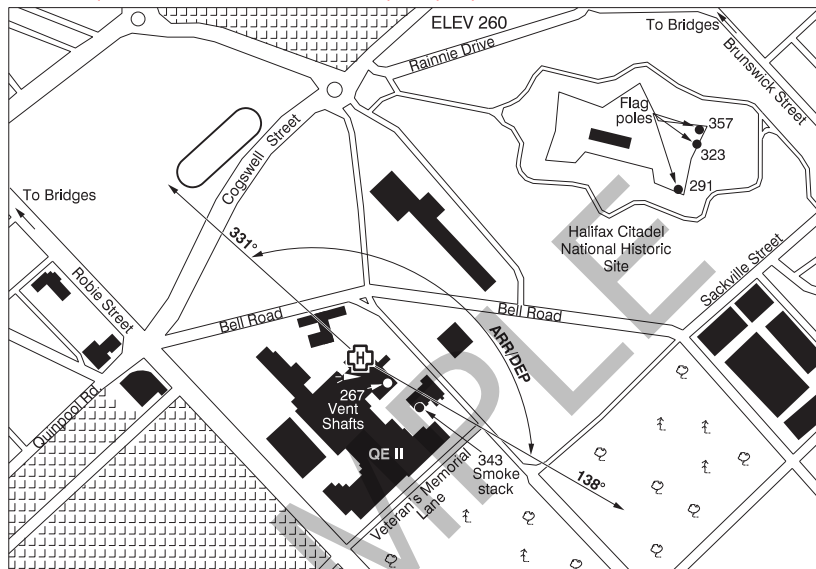 ELEV 260
To Bridges
Rainnie Drive
Brunswick Street
Flag
poles
357
323
291
Cogswell Street
To Bridges
331°
Halifax Citadel
National Historic
Site
Sackville Street
Robie Street
Bell Road
Bell Road
ARR/DEP
H
267
Vent
Shafts
Quinpool Rd.
QE II
343
Smoke
stack
138°
Veteran's Memorial
Lane
MPLE